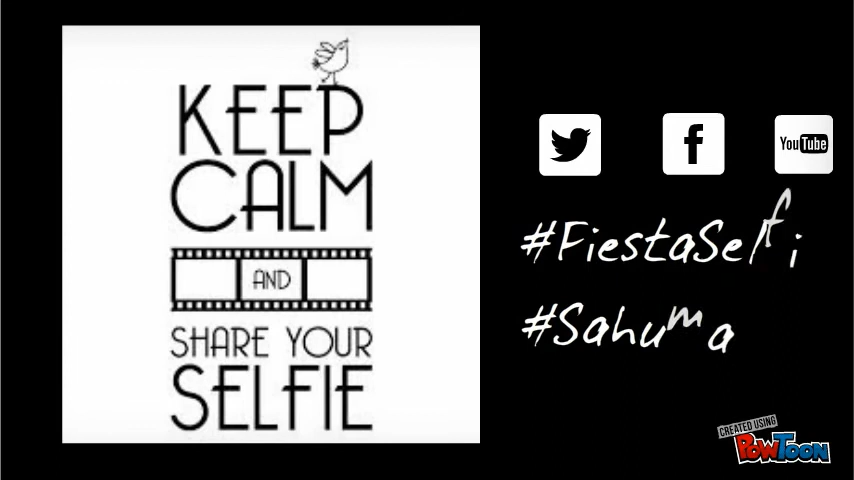 KEEP
CALM
AND
SHARE YOUR
SELFIE
YouTube
#FiestaSelfi
#Sahuma
CREATED USING
POWTOON